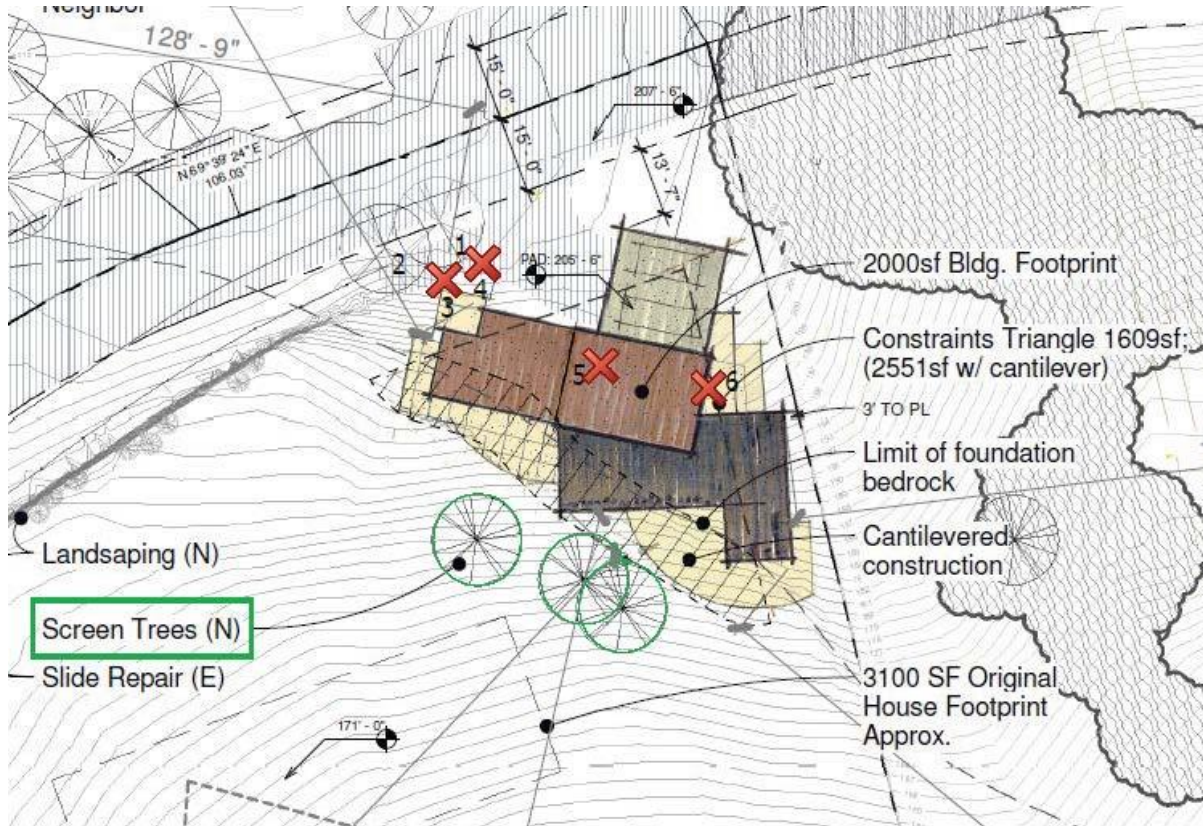 Neighbor
128' - 9"
15' - 0"
15' - 0"
207' - 6"
13' - 7"
N 69° 39' 24" E
106.03'
1
2
3
4
PAD: 205' - 6"
5
6
2000sf Bldg. Footprint
Constraints Triangle 1609sf;
(2551sf w/ cantilever)
3' TO PL
Limit of foundation
bedrock
Cantilevered
construction
Landsaping (N)
Screen Trees (N)
Slide Repair (E)
3100 SF Original
House Footprint
Approx.
171' - 0"